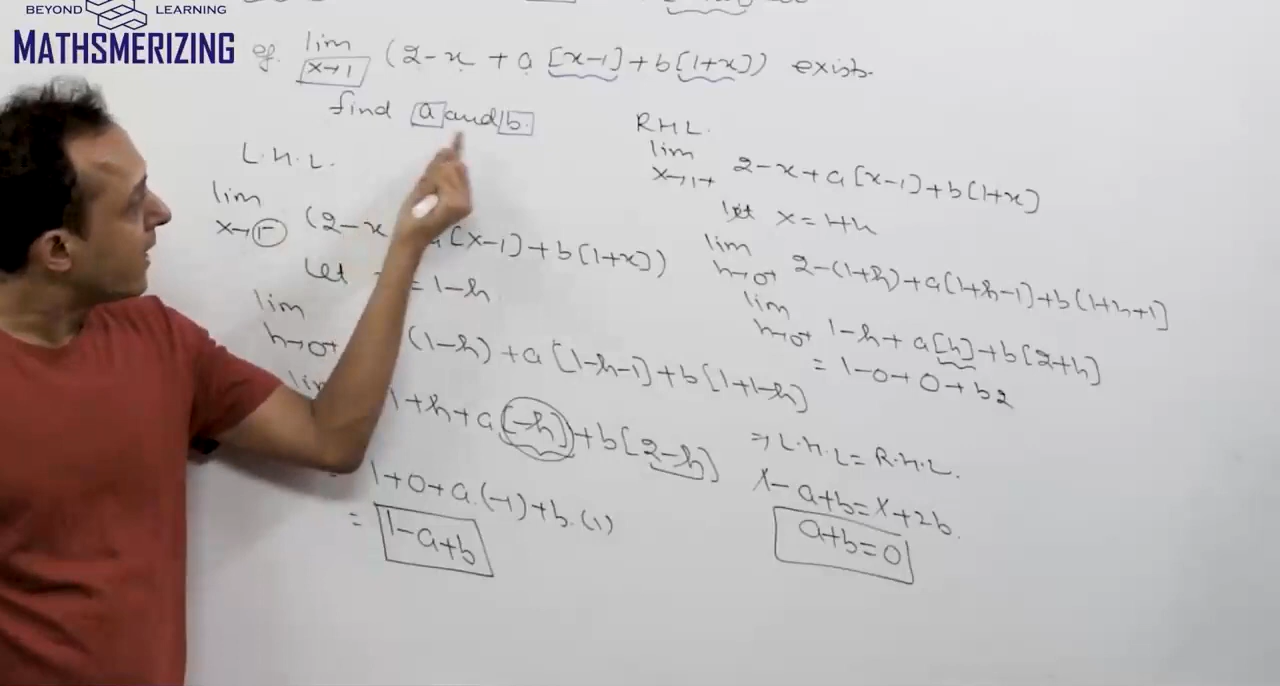 BEYOND LEARNING
MATHSMERIZING
eg. lim x→1 (2-x + a [x-1] + b [1+x]) exists.
find a and b.
L.H.L.
lim x→1- (2-x a [x-1] + b [1+x])
Let = 1-h
lim h→0+ (1-h) + a [1-h-1] + b [1+1-h]
li 1+h+a [-h] + b [2-h]
1+0+a.(-1)+b.(1)
= 1-a+b
R.H.L.
lim x→1+ 2-x+a [x-1] + b [1+x]
let x = 1+h
lim h→0+ 2-(1+h)+a[1+h-1]+b[1+h+1]
lim h→0+ 1-h+a[h]+b[2+h]
= 1-0+0+b2
⇒ L.H.L = R.H.L.
1-a+b = 1+2b.
a+b=0